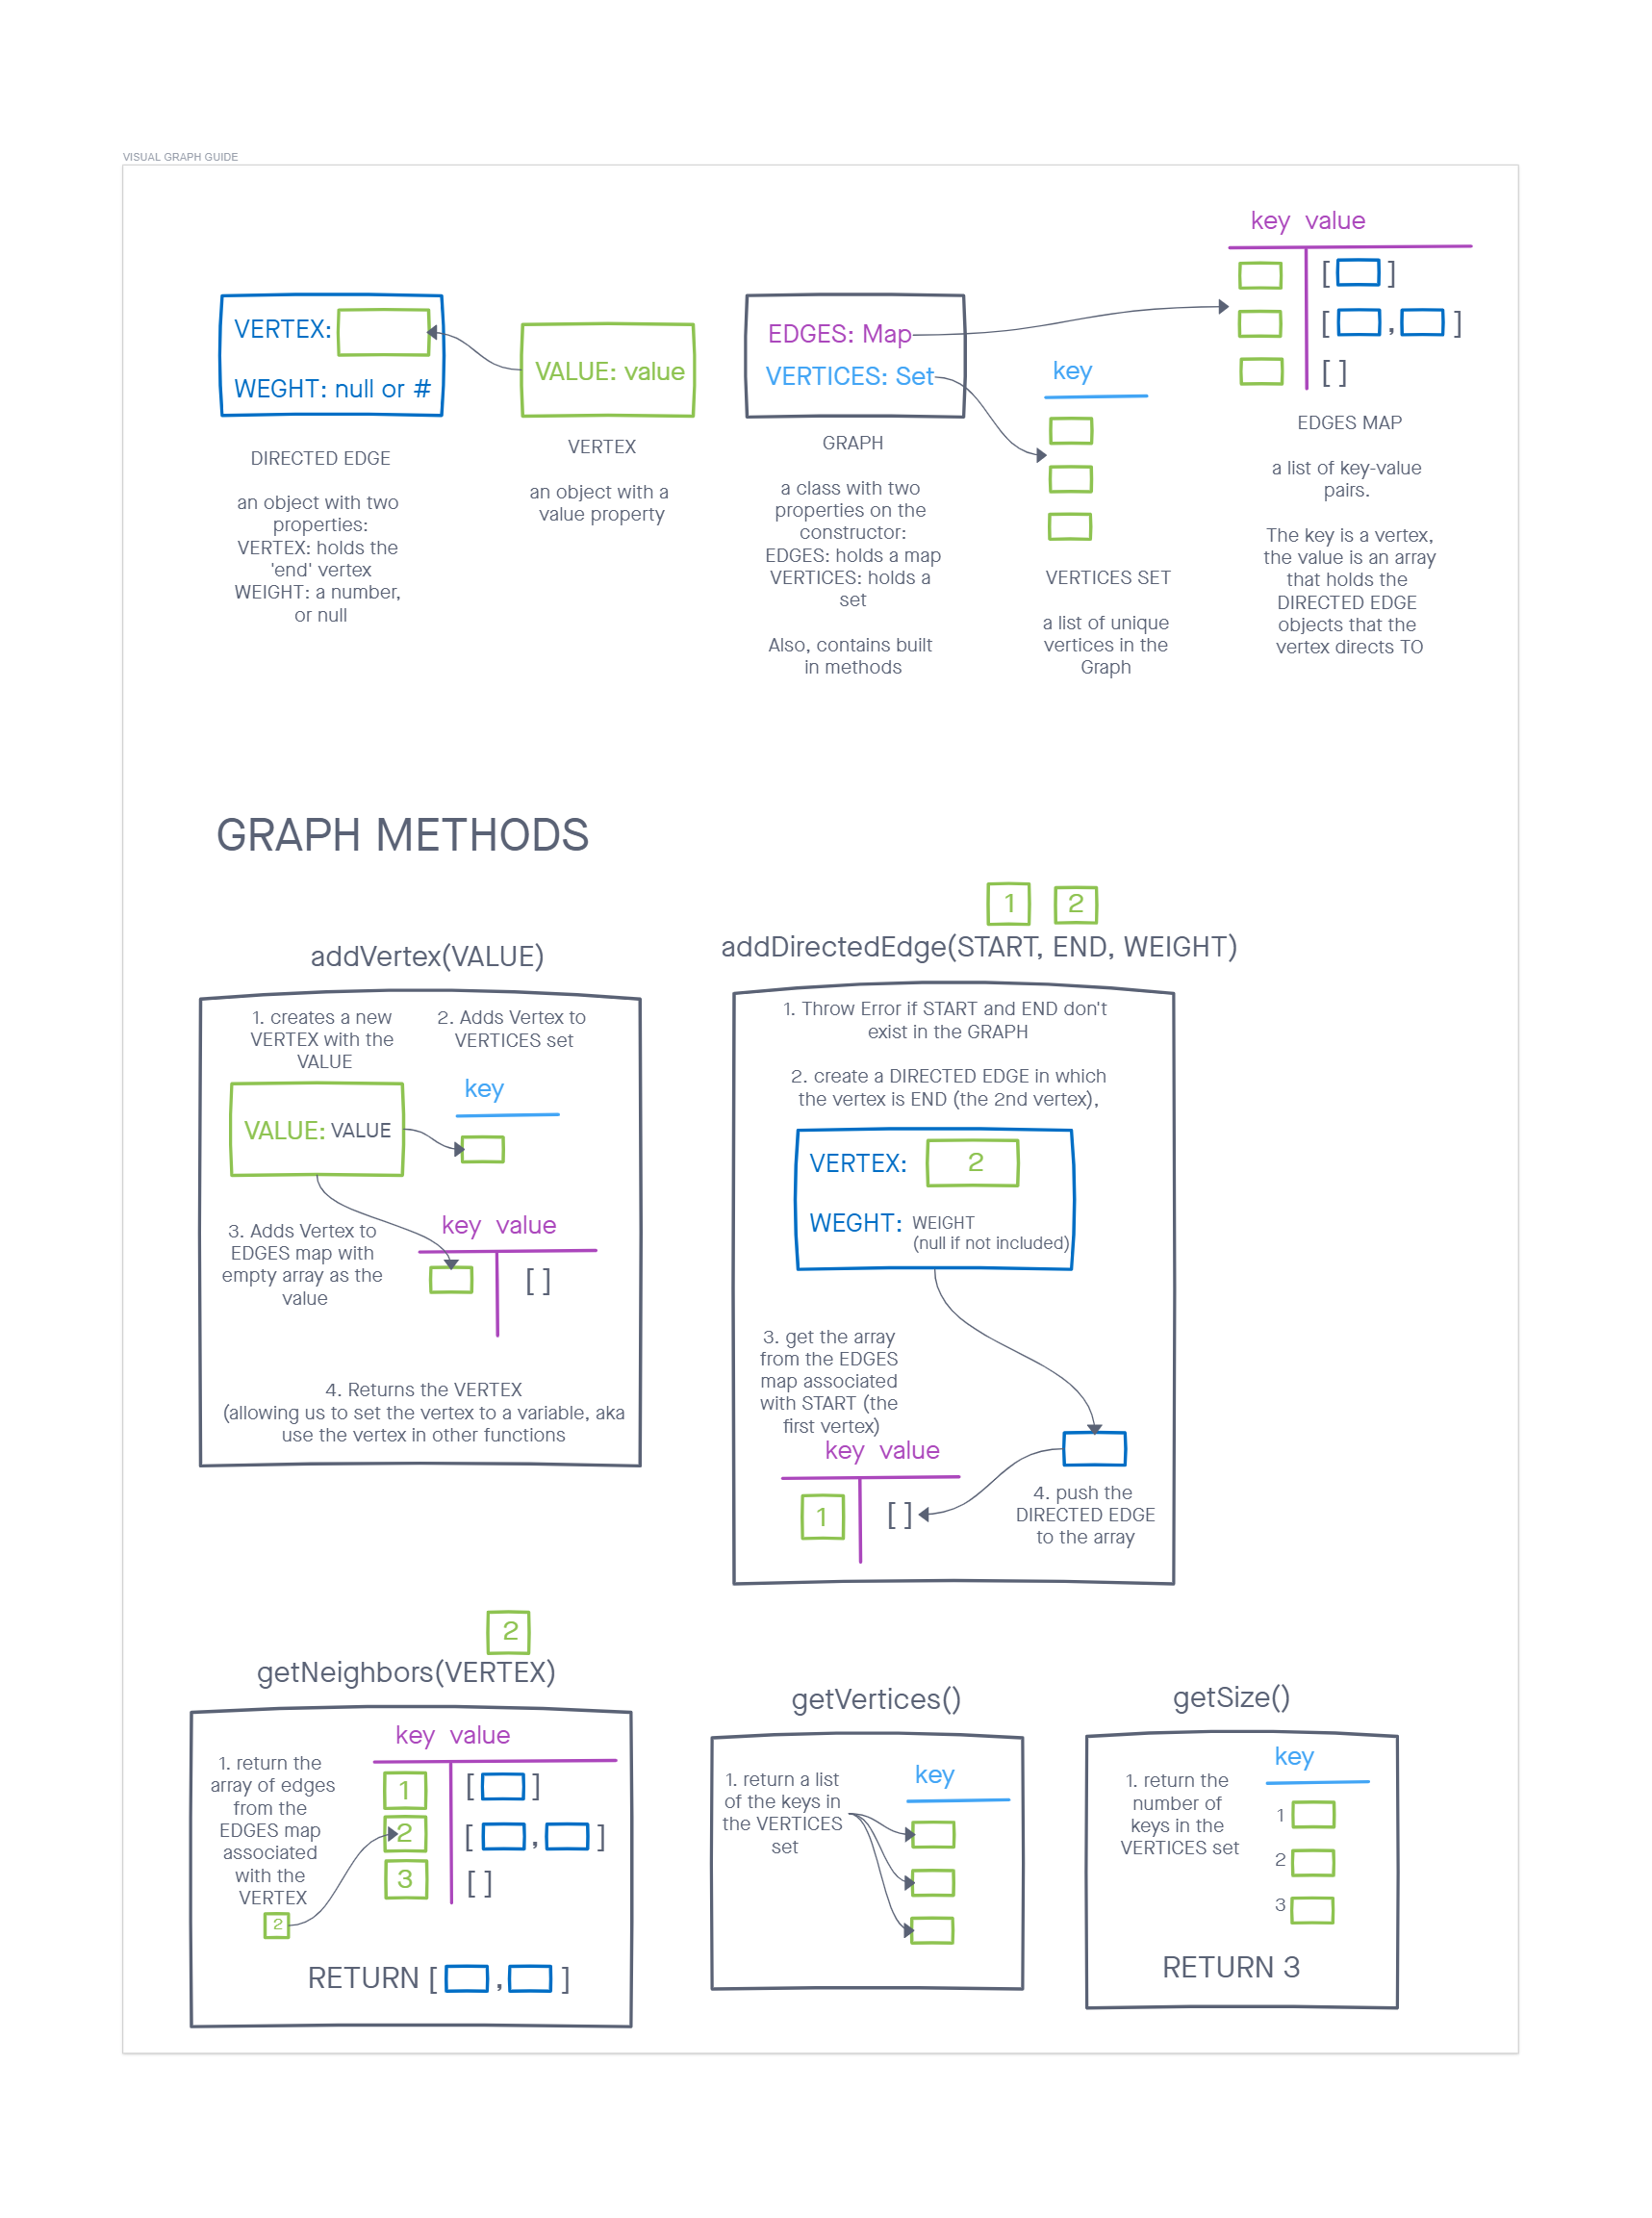 VISUAL GRAPH GUIDE
VERTEX:
WEGHT: null or #
DIRECTED EDGE
an object with two
properties:
VERTEX: holds the
'end' vertex
WEIGHT: a number,
or null
VALUE: value
VERTEX
an object with a
value property
EDGES: Map
VERTICES: Set
GRAPH
a class with two
properties on the
constructor:
EDGES: holds a map
VERTICES: holds a
set
Also, contains built
in methods
key
VERTICES SET
a list of unique
vertices in the
Graph
key value
[ ]
[ , ]
[ ]
EDGES MAP
a list of key-value
pairs.
The key is a vertex,
the value is an array
that holds the
DIRECTED EDGE
objects that the
vertex directs TO
GRAPH METHODS
addVertex(VALUE)
1. creates a new
VERTEX with the
VALUE
2. Adds Vertex to
VERTICES set
key
VALUE: VALUE
3. Adds Vertex to
EDGES map with
empty array as the
value
key value
[ ]
4. Returns the VERTEX
(allowing us to set the vertex to a variable, aka
use the vertex in other functions
1 2
addDirectedEdge(START, END, WEIGHT)
1. Throw Error if START and END don't
exist in the GRAPH
2. create a DIRECTED EDGE in which
the vertex is END (the 2nd vertex),
VERTEX: 2
WEGHT: WEIGHT
(null if not included)
3. get the array
from the EDGES
map associated
with START (the
first vertex)
key value
1 [ ]
4. push the
DIRECTED EDGE
to the array
2
getNeighbors(VERTEX)
1. return the
array of edges
from the
EDGES map
associated
with the
VERTEX
2
key value
1 [ ]
2 [ , ]
3 [ ]
RETURN [ , ]
getVertices()
1. return a list
of the keys in
the VERTICES
set
key
getSize()
1. return the
number of
keys in the
VERTICES set
key
1
2
3
RETURN 3